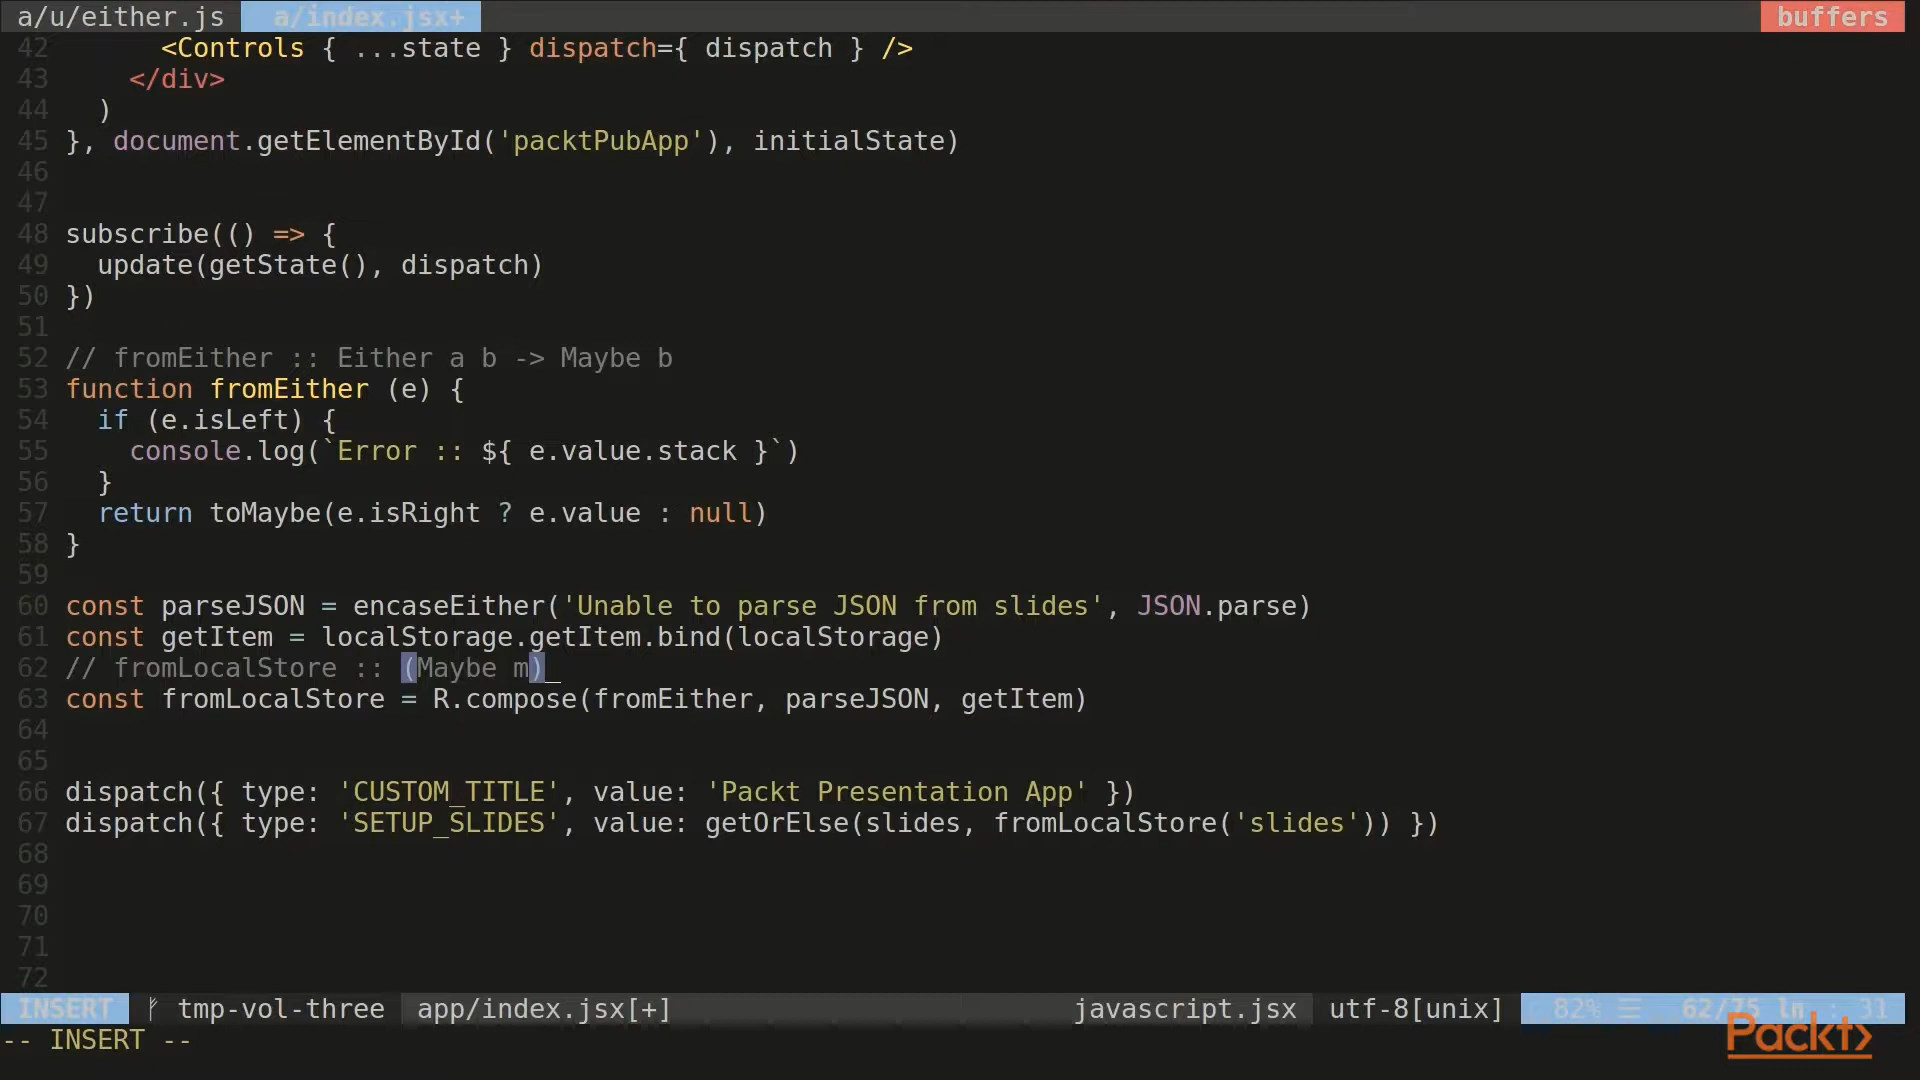 a/u/either.js a/index.jsx+ buffers
42 <Controls { ...state } dispatch={ dispatch } />
43 </div>
44 )
45 }, document.getElementById('packtPubApp'), initialState)
46
47
48 subscribe(() => {
49 update(getState(), dispatch)
50 })
51
52 // fromEither :: Either a b -> Maybe b
53 function fromEither (e) {
54 if (e.isLeft) {
55 console.log(`Error :: ${ e.value.stack }`)
56 }
57 return toMaybe(e.isRight ? e.value : null)
58 }
59
60 const parseJSON = encaseEither('Unable to parse JSON from slides', JSON.parse)
61 const getItem = localStorage.getItem.bind(localStorage)
62 // fromLocalStore :: (Maybe m)_
63 const fromLocalStore = R.compose(fromEither, parseJSON, getItem)
64
65
66 dispatch({ type: 'CUSTOM_TITLE', value: 'Packt Presentation App' })
67 dispatch({ type: 'SETUP_SLIDES', value: getOrElse(slides, fromLocalStore('slides')) })
68
69
70
71
72
INSERT tmp-vol-three app/index.jsx[+] javascript.jsx utf-8[unix] 82% ☰ 62/75 ln : 31
-- INSERT --
Packt>